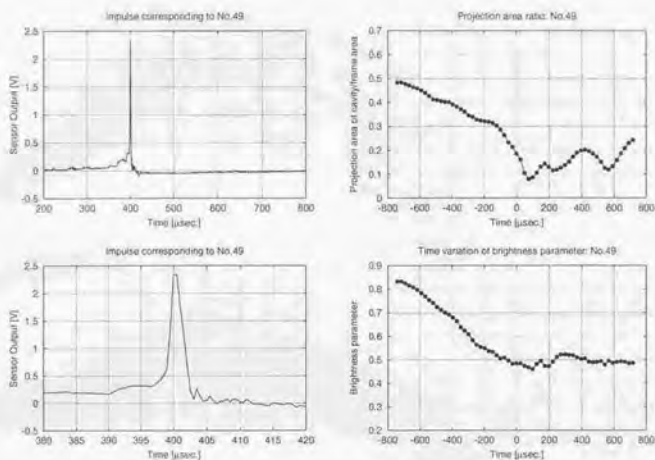 Impulse corresponding to No.49
Sensor Output [V]
2.5
2
1.5
1
0.5
0
-0.5
200 300 400 500 600 700 800
Time [μsec.]
Projection area ratio: No.49
Projection area of cavity/frame area
0.7
0.6
0.5
0.4
0.3
0.2
0.1
0
-800 -600 -400 -200 0 200 400 600 800
Time [μsec.]
Impulse corresponding to No.49
Sensor Output [V]
2.5
2
1.5
1
0.5
0
380 385 390 395 400 405 410 415 420
Time [μsec.]
Time variation of brightness parameter: No.49
Brightness parameter
0.9
0.8
0.7
0.6
0.5
0.4
0.3
0.2
-800 -600 -400 -200 0 200 400 600 800
Time [μsec.]